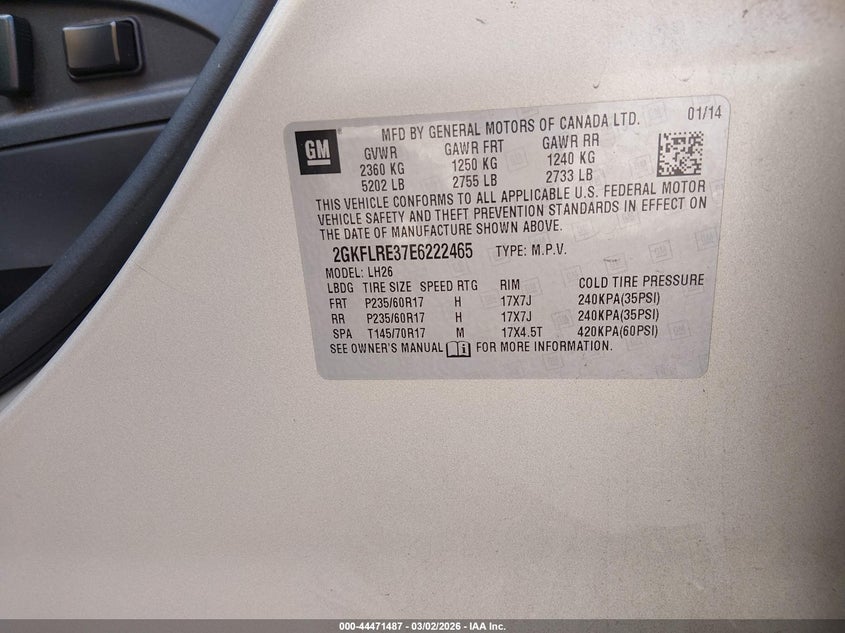 GM
MFD BY GENERAL MOTORS OF CANADA LTD. 01/14
GVWR GAWR FRT GAWR RR
2360 KG 1250 KG 1240 KG
5202 LB 2755 LB 2733 LB
THIS VEHICLE CONFORMS TO ALL APPLICABLE U.S. FEDERAL MOTOR
VEHICLE SAFETY AND THEFT PREVENTION STANDARDS IN EFFECT ON
THE DATE OF MANUFACTURE SHOWN ABOVE.
2GKFLRE37E6222465 TYPE: M.P.V.
MODEL: LH26
LBDG TIRE SIZE SPEED RTG RIM COLD TIRE PRESSURE
FRT P235/60R17 H 17X7J 240KPA(35PSI)
RR P235/60R17 H 17X7J 240KPA(35PSI)
SPA T145/70R17 M 17X4.5T 420KPA(60PSI)
SEE OWNER'S MANUAL FOR MORE INFORMATION.
000-44471487 - 03/02/2026 - IAA Inc.